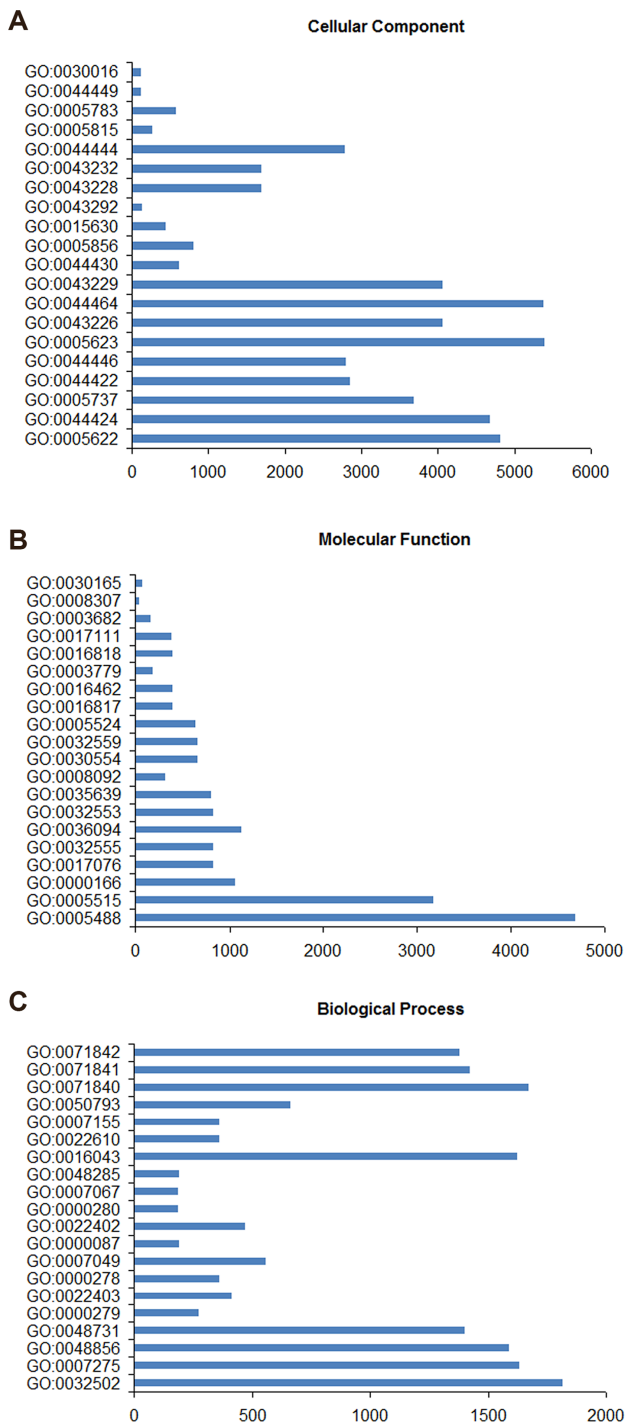 A
Cellular Component
GO:0030016
GO:0044449
GO:0005783
GO:0005815
GO:0044444
GO:0043232
GO:0043228
GO:0043292
GO:0015630
GO:0005856
GO:0044430
GO:0043229
GO:0044464
GO:0043226
GO:0005623
GO:0044446
GO:0044422
GO:0005737
GO:0044424
GO:0005622
0 1000 2000 3000 4000 5000 6000
B
Molecular Function
GO:0030165
GO:0008307
GO:0003682
GO:0017111
GO:0016818
GO:0003779
GO:0016462
GO:0016817
GO:0005524
GO:0032559
GO:0030554
GO:0008092
GO:0035639
GO:0032553
GO:0036094
GO:0032555
GO:0017076
GO:0000166
GO:0005515
GO:0005488
0 1000 2000 3000 4000 5000
C
Biological Process
GO:0071842
GO:0071841
GO:0071840
GO:0050793
GO:0007155
GO:0022610
GO:0016043
GO:0048285
GO:0007067
GO:0000280
GO:0022402
GO:0000087
GO:0007049
GO:0000278
GO:0022403
GO:0000279
GO:0048731
GO:0048856
GO:0007275
GO:0032502
0 500 1000 1500 2000